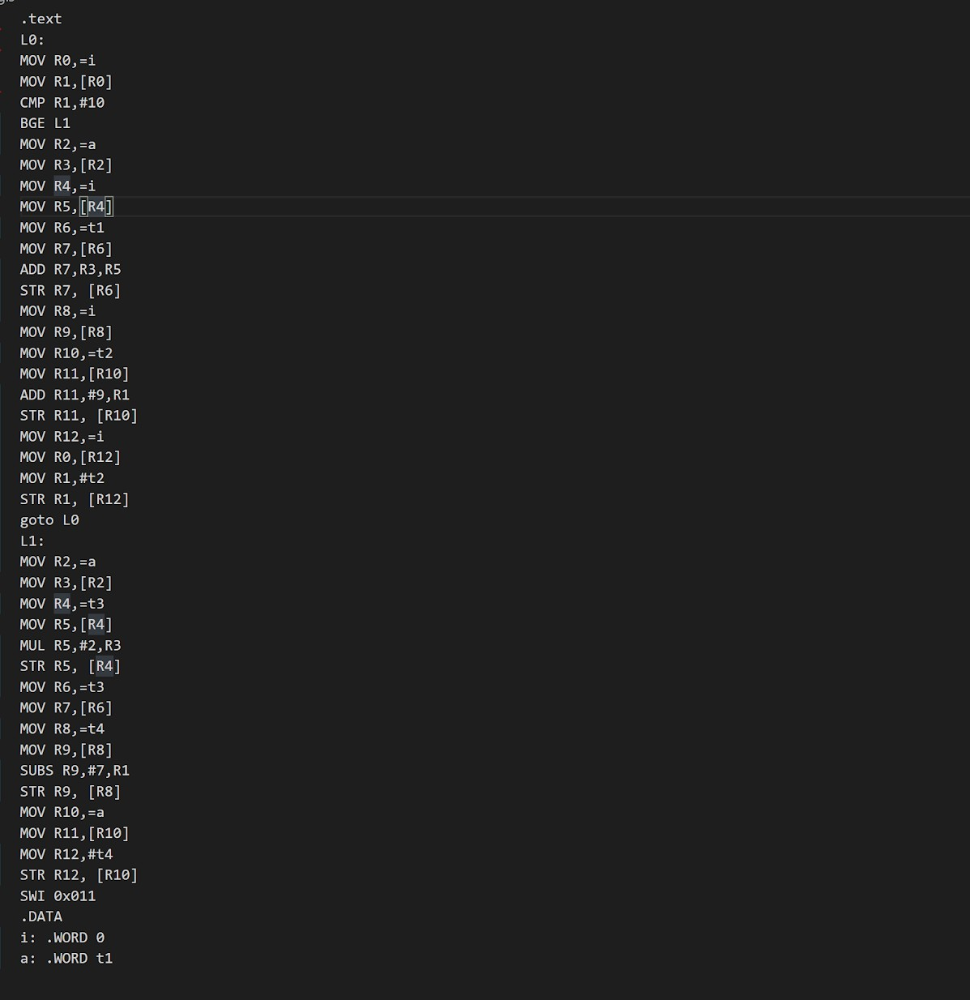 .text
L0:
MOV R0,=i
MOV R1,[R0]
CMP R1,#10
BGE L1
MOV R2,=a
MOV R3,[R2]
MOV R4,=i
MOV R5,[R4]
MOV R6,=t1
MOV R7,[R6]
ADD R7,R3,R5
STR R7, [R6]
MOV R8,=i
MOV R9,[R8]
MOV R10,=t2
MOV R11,[R10]
ADD R11,#9,R1
STR R11, [R10]
MOV R12,=i
MOV R0,[R12]
MOV R1,#t2
STR R1, [R12]
goto L0
L1:
MOV R2,=a
MOV R3,[R2]
MOV R4,=t3
MOV R5,[R4]
MUL R5,#2,R3
STR R5, [R4]
MOV R6,=t3
MOV R7,[R6]
MOV R8,=t4
MOV R9,[R8]
SUBS R9,#7,R1
STR R9, [R8]
MOV R10,=a
MOV R11,[R10]
MOV R12,#t4
STR R12, [R10]
SWI 0x011
.DATA
i: .WORD 0
a: .WORD t1